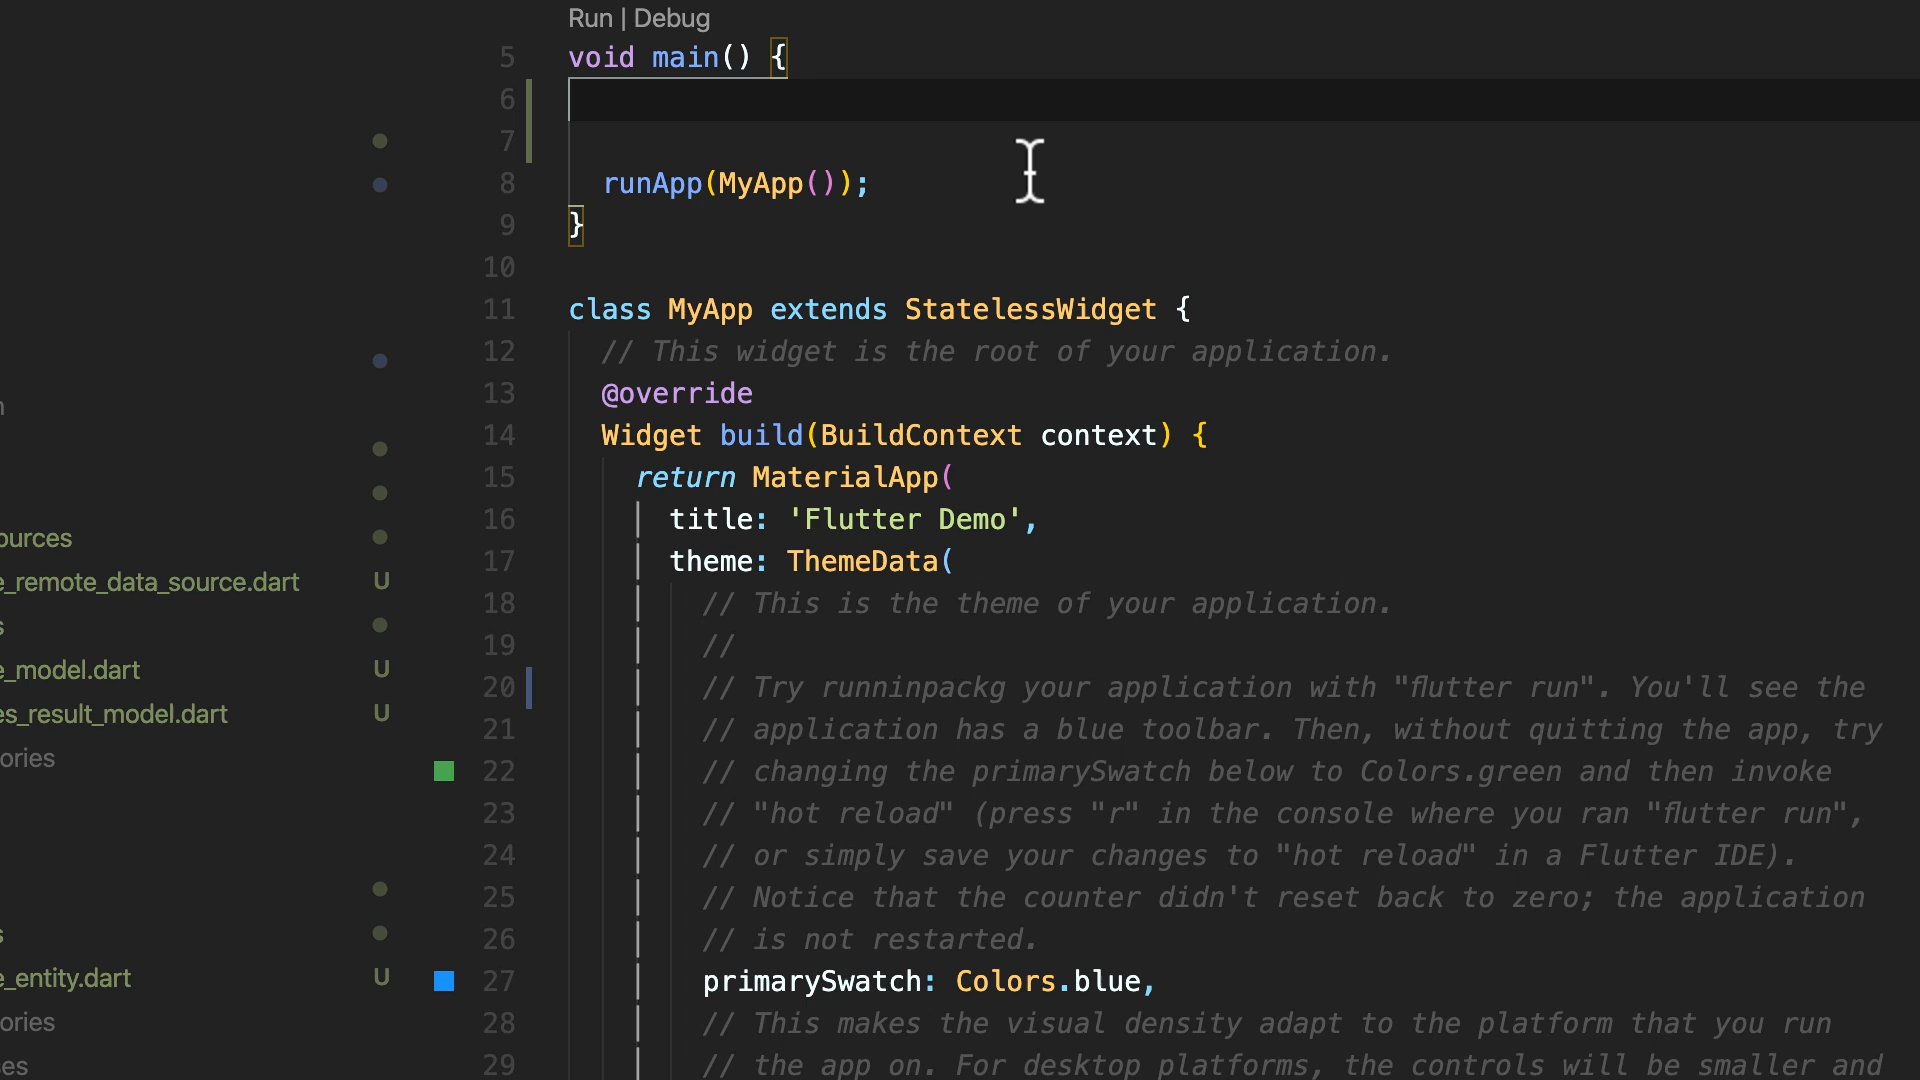 Run | Debug
5 void main() {
6
7
8 runApp(MyApp());
9 }
10
11 class MyApp extends StatelessWidget {
12 // This widget is the root of your application.
13 @override
14 Widget build(BuildContext context) {
15 return MaterialApp(
16 title: 'Flutter Demo',
17 theme: ThemeData(
18 // This is the theme of your application.
19 //
20 // Try runninpackg your application with "flutter run". You'll see the
21 // application has a blue toolbar. Then, without quitting the app, try
22 // changing the primarySwatch below to Colors.green and then invoke
23 // "hot reload" (press "r" in the console where you ran "flutter run",
24 // or simply save your changes to "hot reload" in a Flutter IDE).
25 // Notice that the counter didn't reset back to zero; the application
26 // is not restarted.
27 primarySwatch: Colors.blue,
28 // This makes the visual density adapt to the platform that you run
29 // the app on. For desktop platforms, the controls will be smaller and
ources
e_remote_data_source.dart U
s
e_model.dart U
es_result_model.dart U
ories
s
e_entity.dart U
ories
es